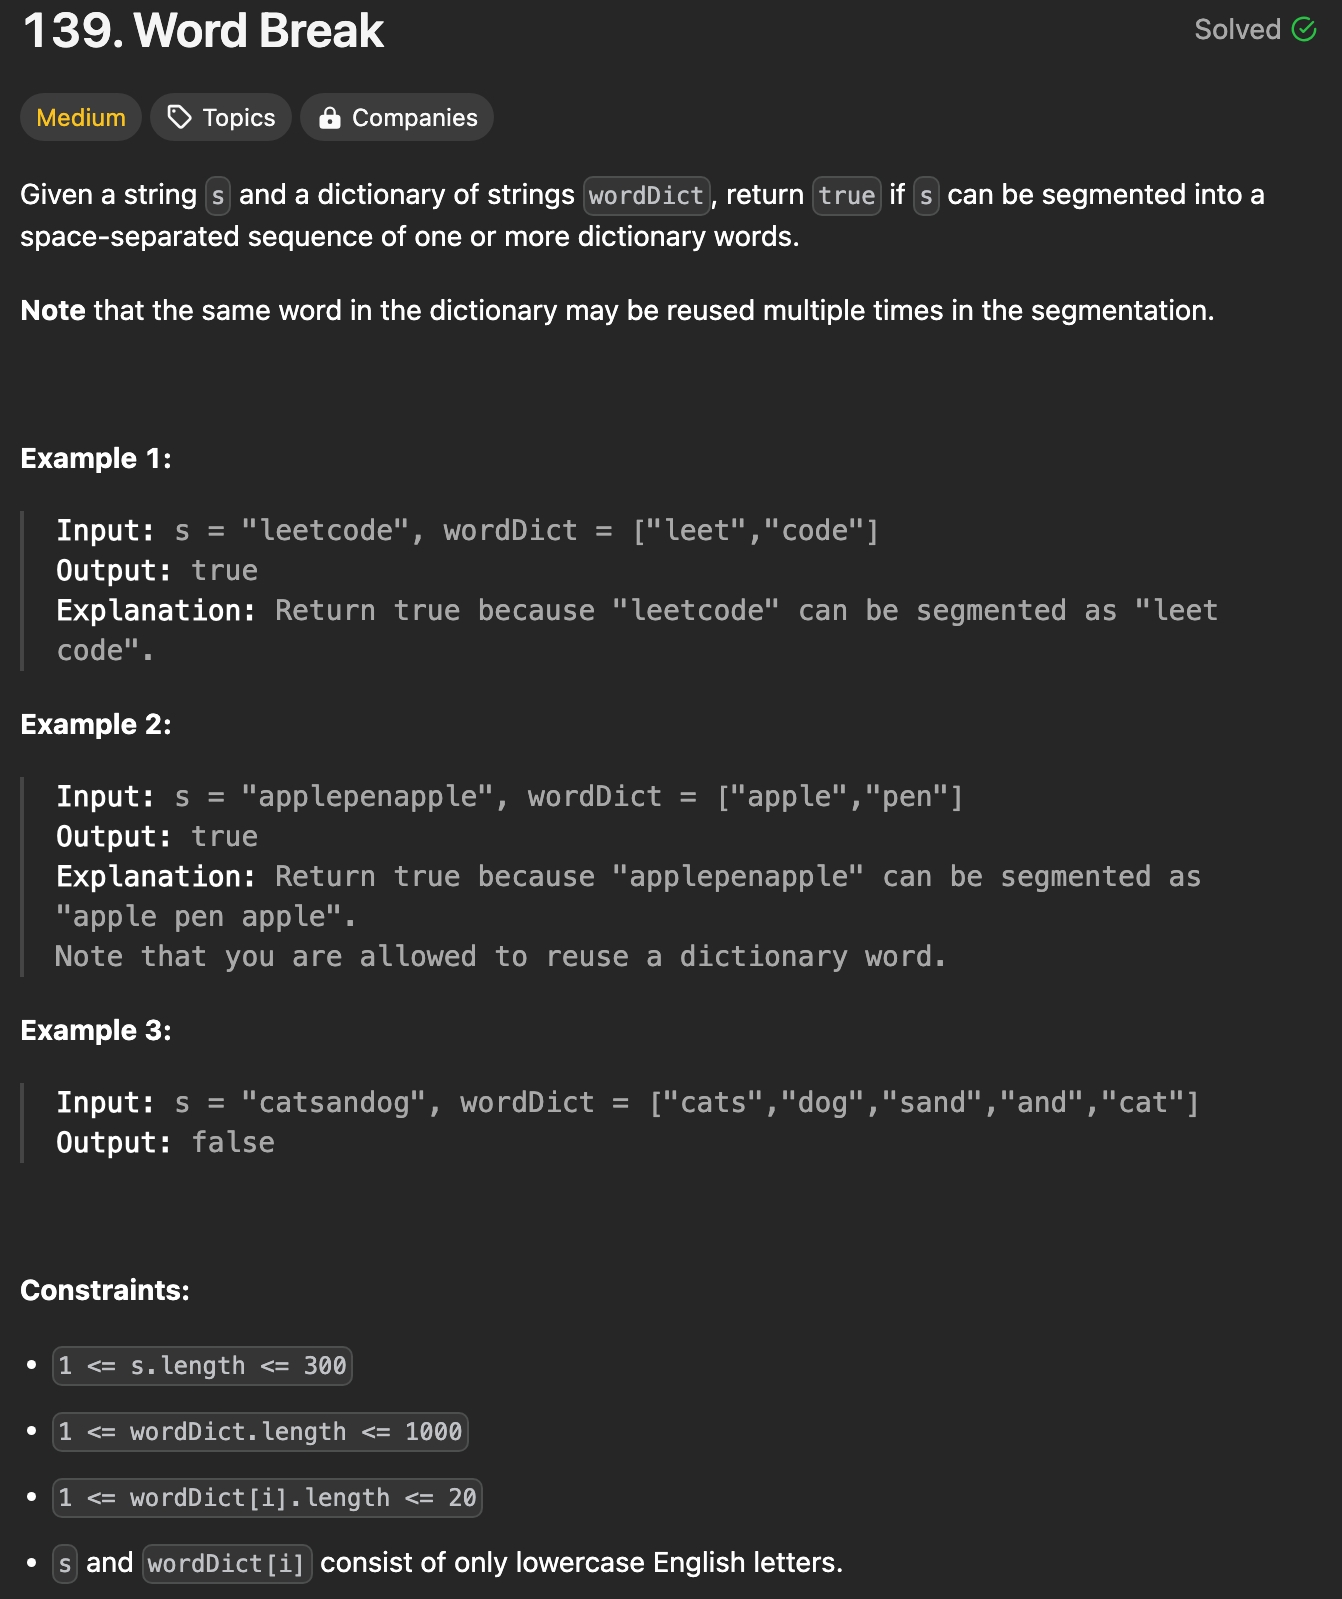 139. Word Break
Solved
Medium
Topics
Companies
Given a string s and a dictionary of strings wordDict, return true if s can be segmented into a
space-separated sequence of one or more dictionary words.
Note that the same word in the dictionary may be reused multiple times in the segmentation.
Example 1:
Input: s = "leetcode", wordDict = ["leet","code"]
Output: true
Explanation: Return true because "leetcode" can be segmented as "leet
code".
Example 2:
Input: s = "applepenapple", wordDict = ["apple","pen"]
Output: true
Explanation: Return true because "applepenapple" can be segmented as
"apple pen apple".
Note that you are allowed to reuse a dictionary word.
Example 3:
Input: s = "catsandog", wordDict = ["cats","dog","sand","and","cat"]
Output: false
Constraints:
• 1 <= s.length <= 300
• 1 <= wordDict.length <= 1000
• 1 <= wordDict[i].length <= 20
• s and wordDict[i] consist of only lowercase English letters.